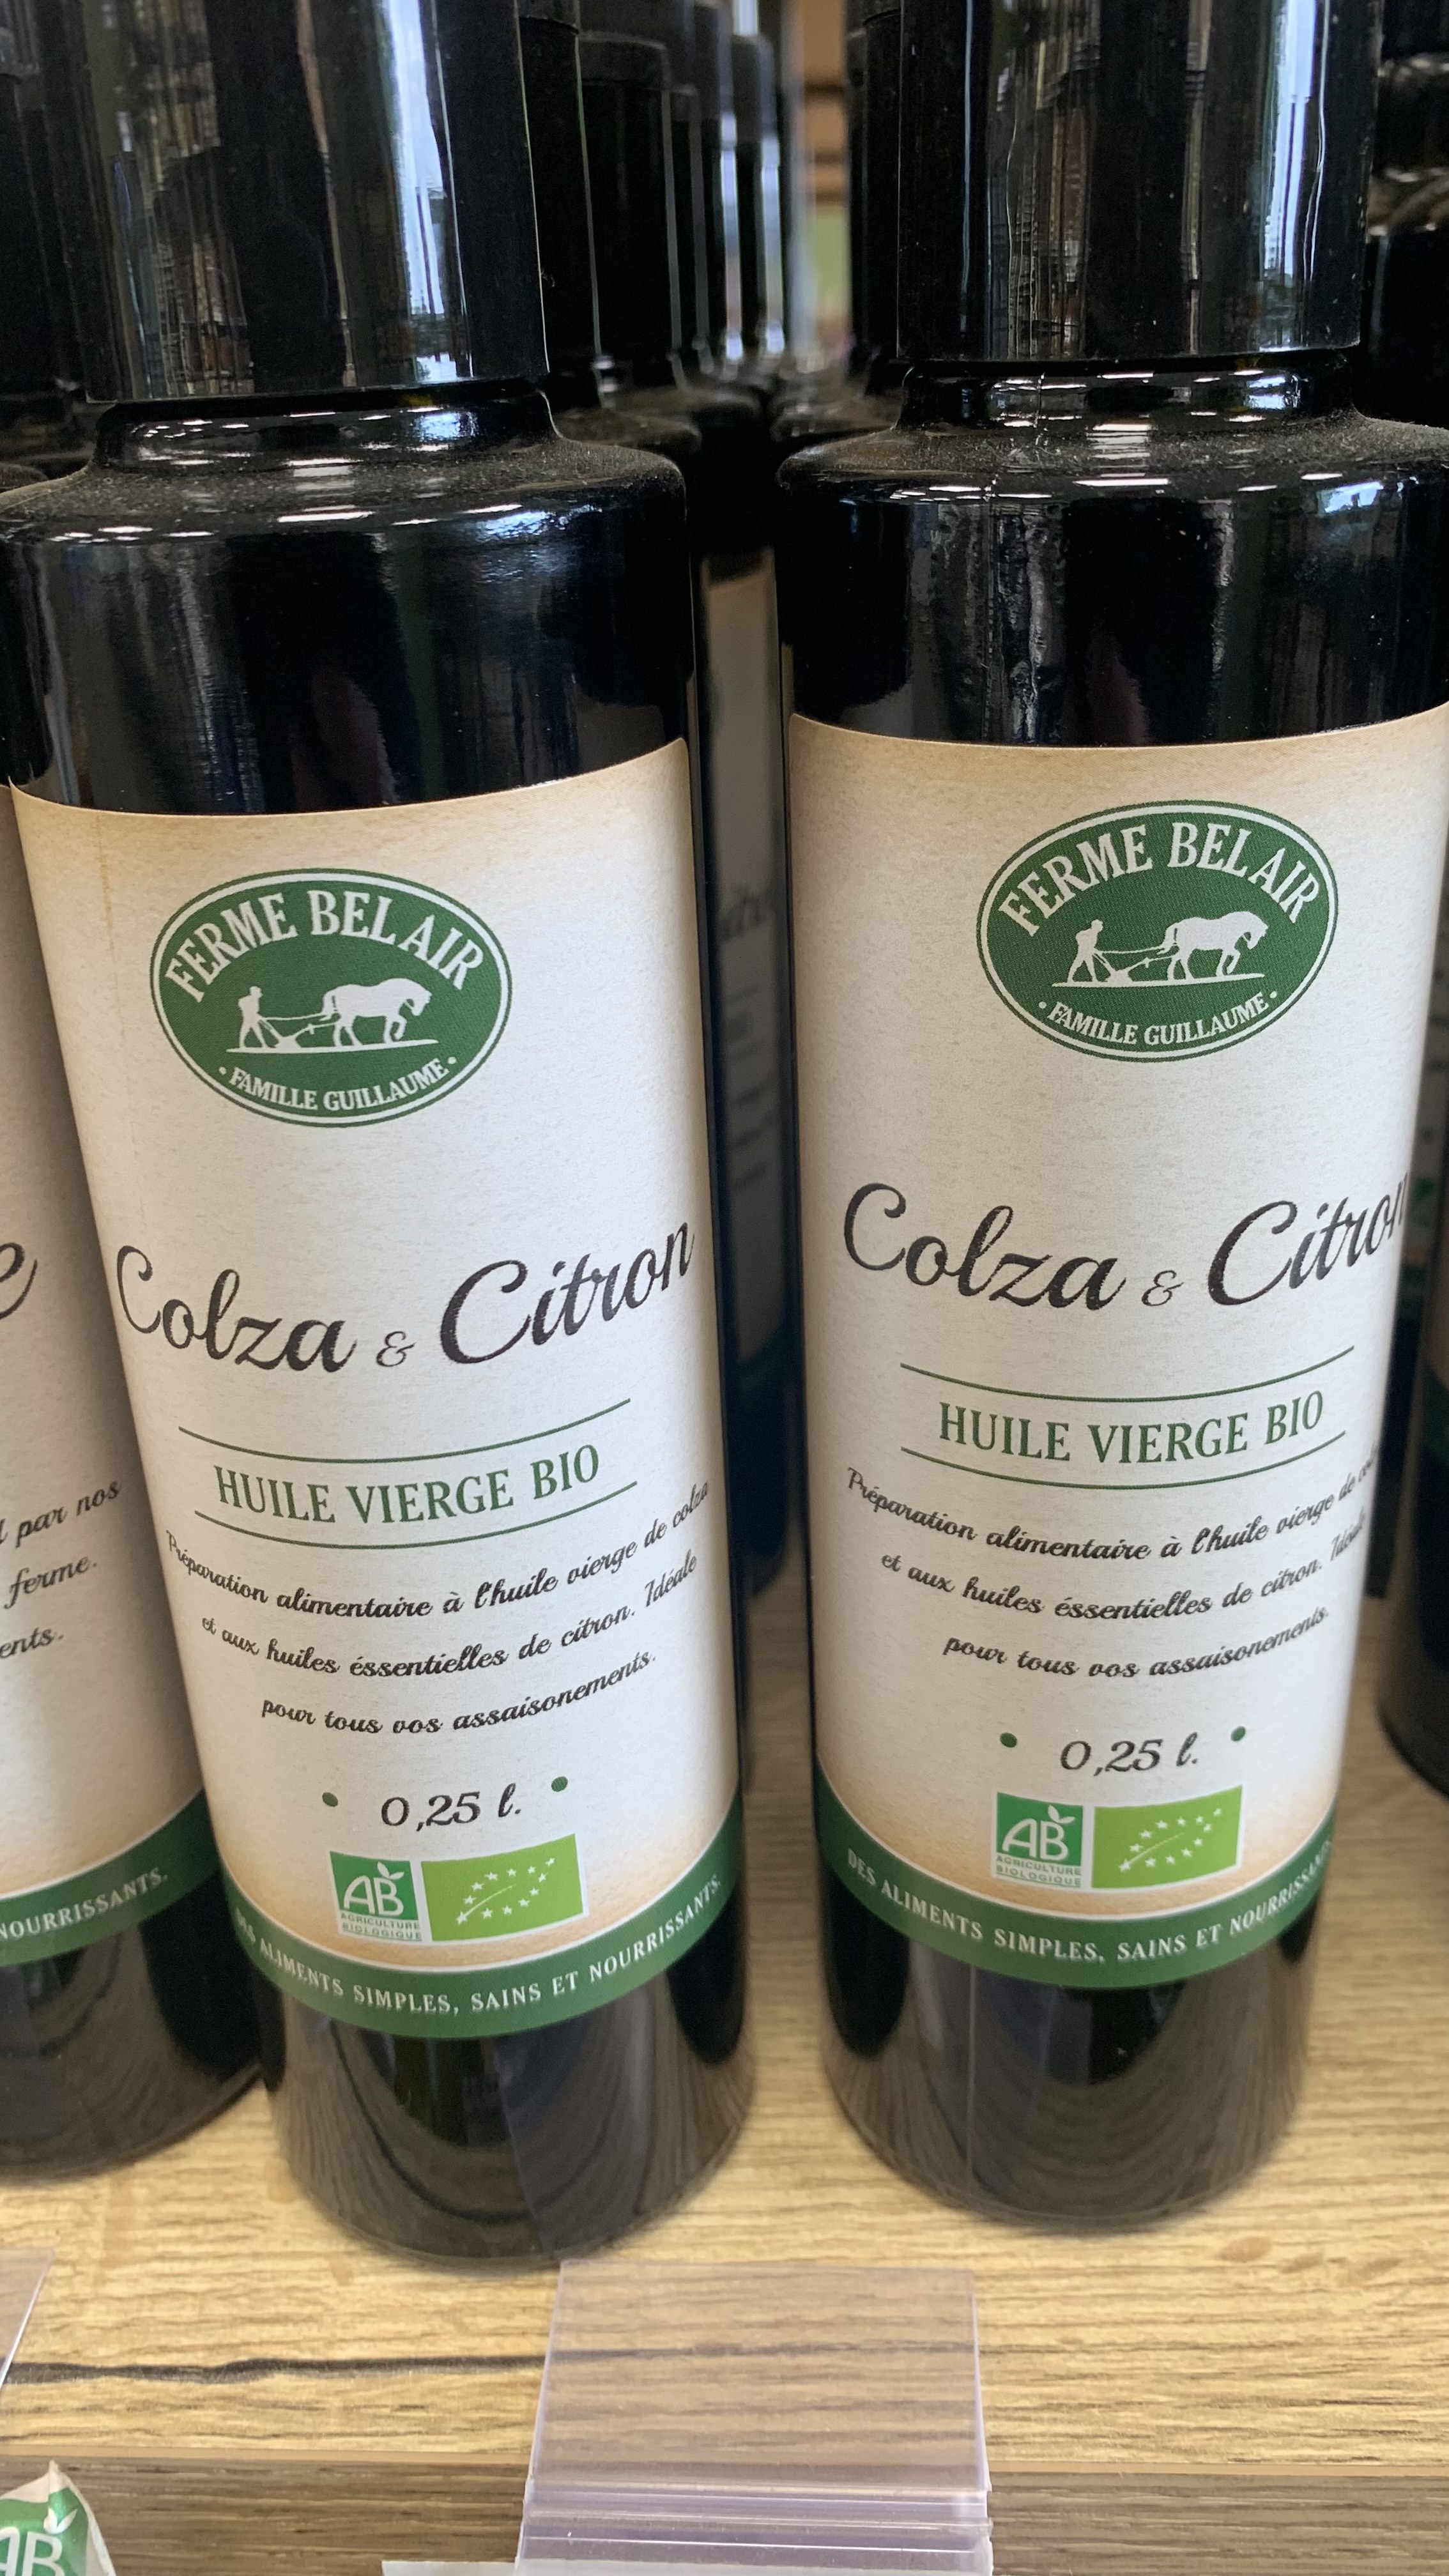 FERME BEL AIR
• FAMILLE GUILLAUME •
Colza & Citron
HUILE VIERGE BIO
Préparation alimentaire à l'huile vierge de colza
et aux huiles éssentielles de citron. Idéale
pour tous vos assaisonements.
• 0,25 l. •
AB
AGRICULTURE
BIOLOGIQUE
DES ALIMENTS SIMPLES, SAINS ET NOURRISSANTS.
FERME BEL AIR
• FAMILLE GUILLAUME •
Colza & Citron
HUILE VIERGE BIO
Préparation alimentaire à l'huile vierge de
et aux huiles éssentielles de citron. Idéale
pour tous vos assaisonements.
• 0,25 l. •
AB
AGRICULTURE
BIOLOGIQUE
DES ALIMENTS SIMPLES, SAINS ET NOURRISSANTS
par nos
ferme.
NOURRISSANTS.
AB